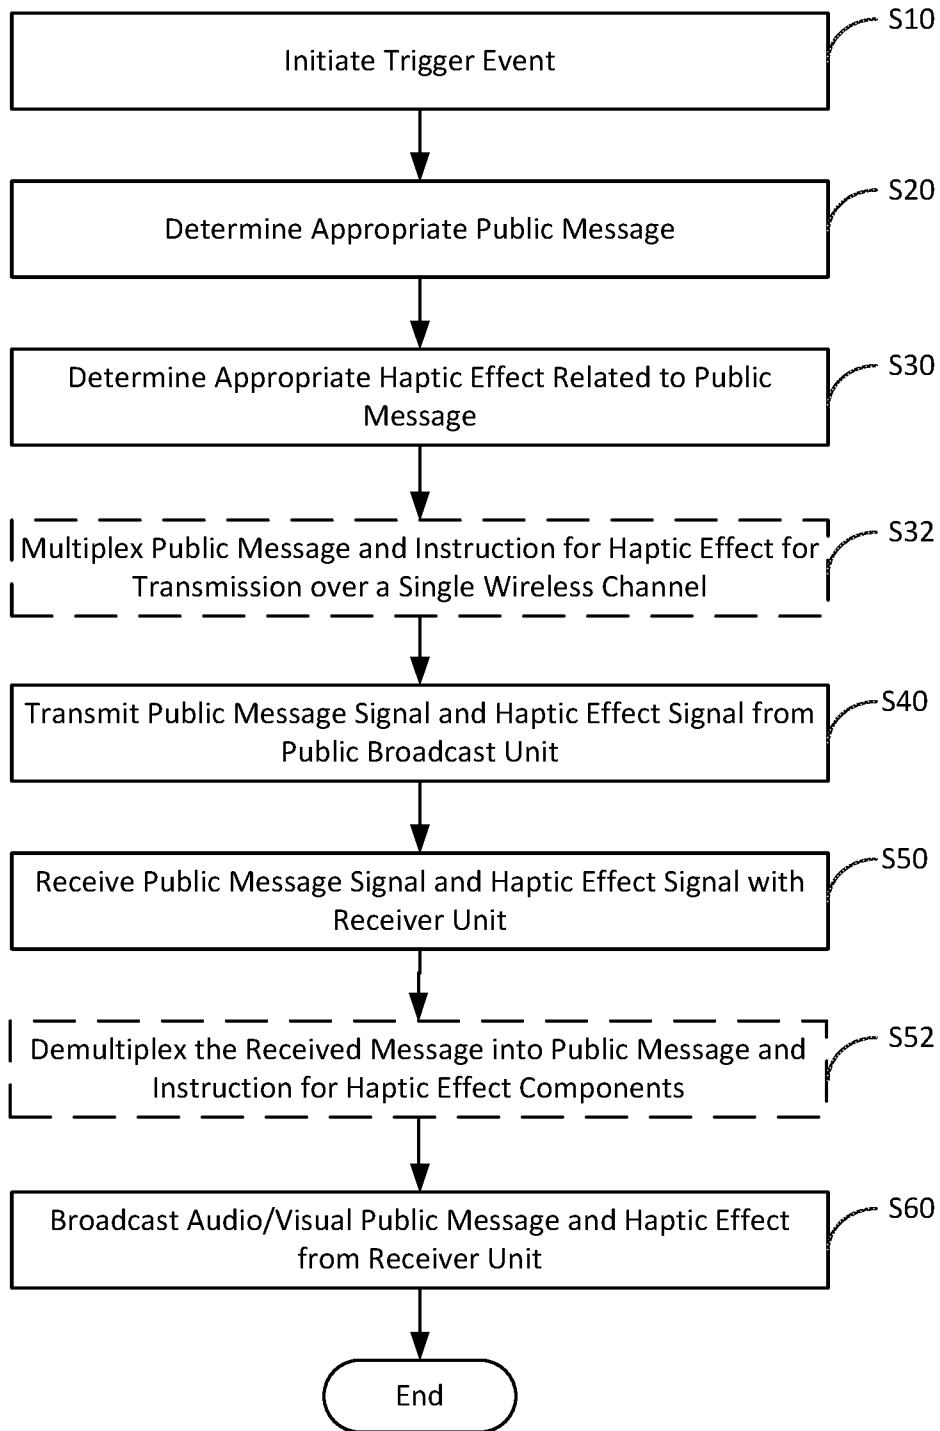 S10
Initiate Trigger Event
S20
Determine Appropriate Public Message
S30
Determine Appropriate Haptic Effect Related to Public
Message
S32
Multiplex Public Message and Instruction for Haptic Effect for
Transmission over a Single Wireless Channel
S40
Transmit Public Message Signal and Haptic Effect Signal from
Public Broadcast Unit
S50
Receive Public Message Signal and Haptic Effect Signal with
Receiver Unit
S52
Demultiplex the Received Message into Public Message and
Instruction for Haptic Effect Components
S60
Broadcast Audio/Visual Public Message and Haptic Effect
from Receiver Unit
End